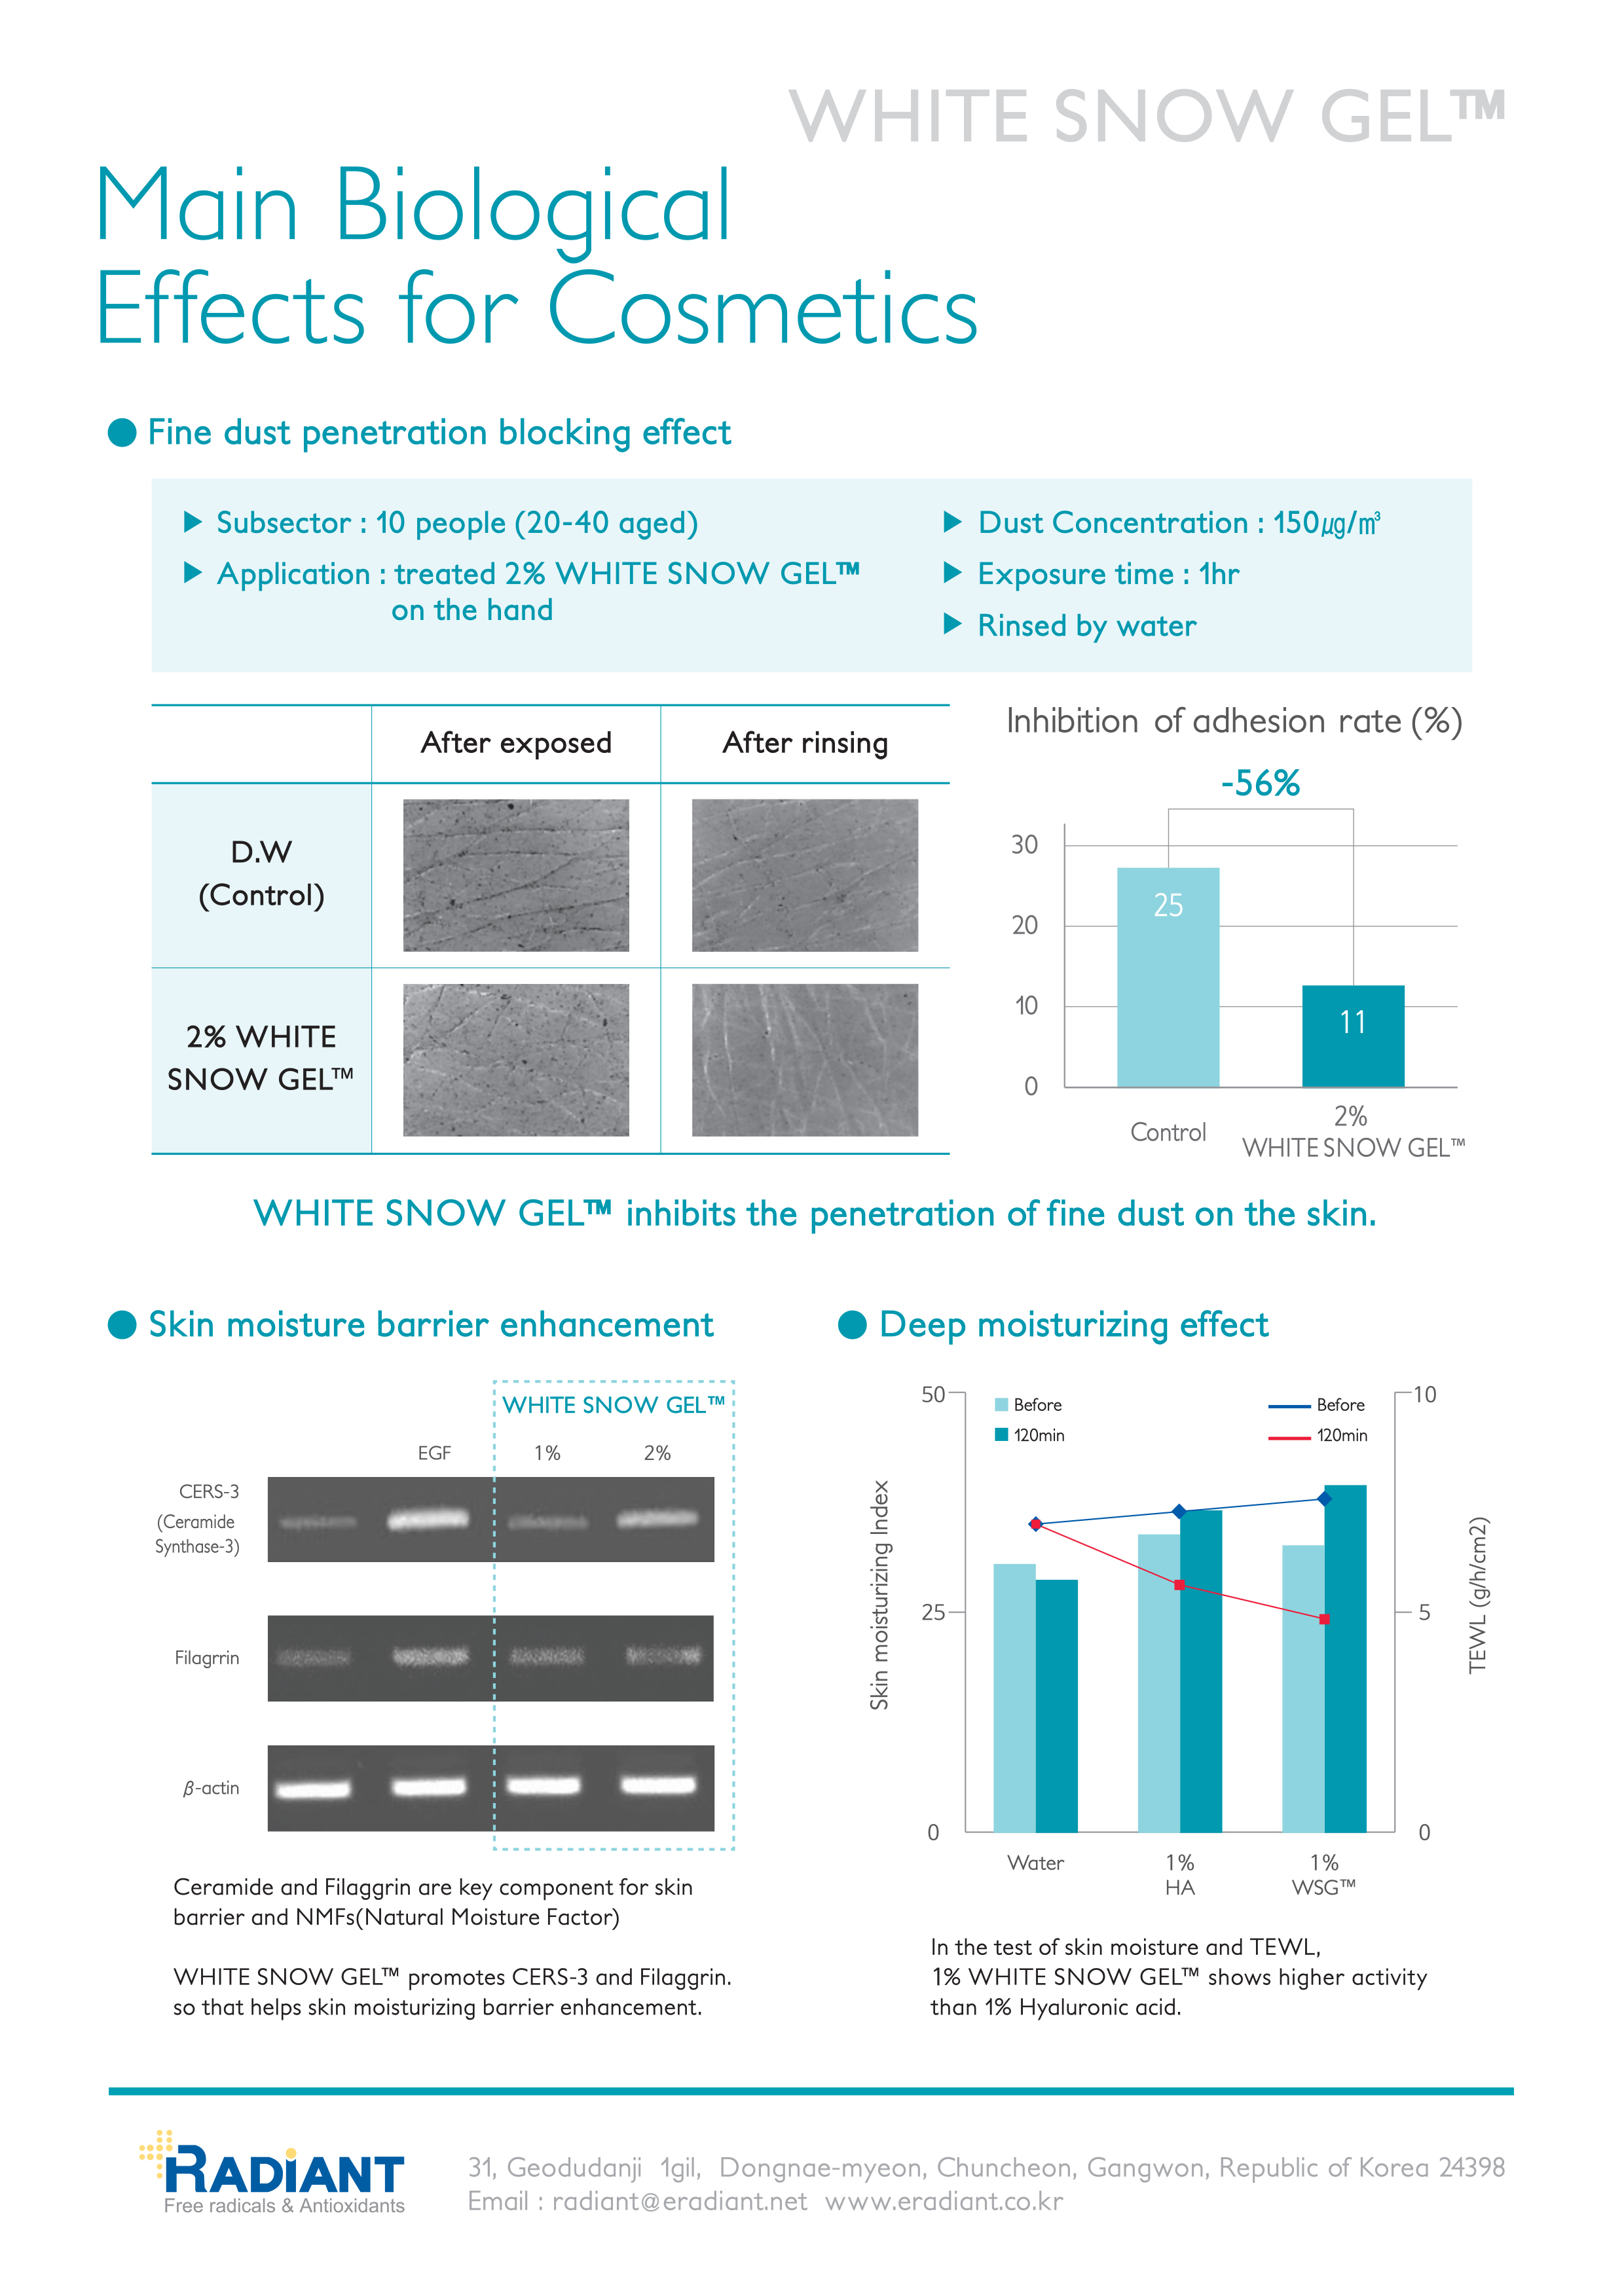 WHITE SNOW GEL™
Main Biological
Effects for Cosmetics
● Fine dust penetration blocking effect
▶ Subsector : 10 people (20-40 aged)
▶ Application : treated 2% WHITE SNOW GEL™
on the hand
▶ Dust Concentration : 150㎍/㎥
▶ Exposure time : 1hr
▶ Rinsed by water
After exposed
After rinsing
D.W
(Control)
2% WHITE
SNOW GEL™
Inhibition of adhesion rate (%)
-56%
30
20
10
0
25
11
Control
2%
WHITE SNOW GEL™
WHITE SNOW GEL™ inhibits the penetration of fine dust on the skin.
● Skin moisture barrier enhancement
WHITE SNOW GEL™
EGF
1%
2%
CERS-3
(Ceramide
Synthase-3)
Filagrrin
β-actin
Ceramide and Filaggrin are key component for skin
barrier and NMFs(Natural Moisture Factor)
WHITE SNOW GEL™ promotes CERS-3 and Filaggrin.
so that helps skin moisturizing barrier enhancement.
● Deep moisturizing effect
50
25
0
Skin moisturizing Index
Before
120min
Before
120min
10
5
0
TEWL (g/h/cm2)
Water
1%
HA
1%
WSG™
In the test of skin moisture and TEWL,
1% WHITE SNOW GEL™ shows higher activity
than 1% Hyaluronic acid.
RADiANT
Free radicals & Antioxidants
31, Geodudanji 1gil, Dongnae-myeon, Chuncheon, Gangwon, Republic of Korea 24398
Email : radiant@eradiant.net www.eradiant.co.kr